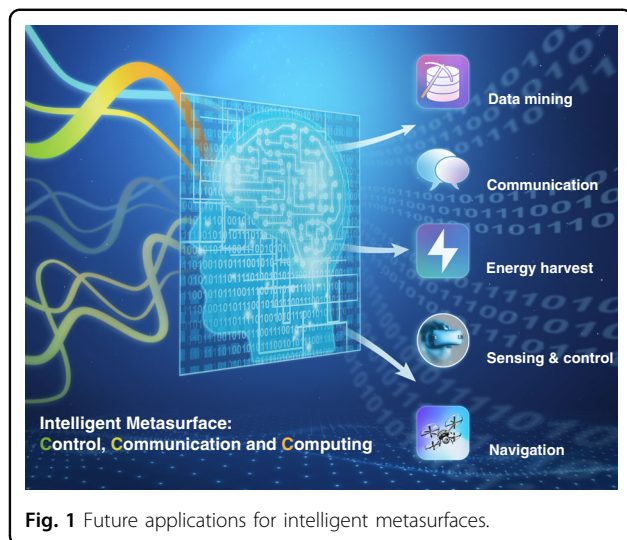 Data mining
Communication
Energy harvest
Sensing & control
Navigation
Intelligent Metasurface:
Control, Communication and Computing
Fig. 1 Future applications for intelligent metasurfaces.